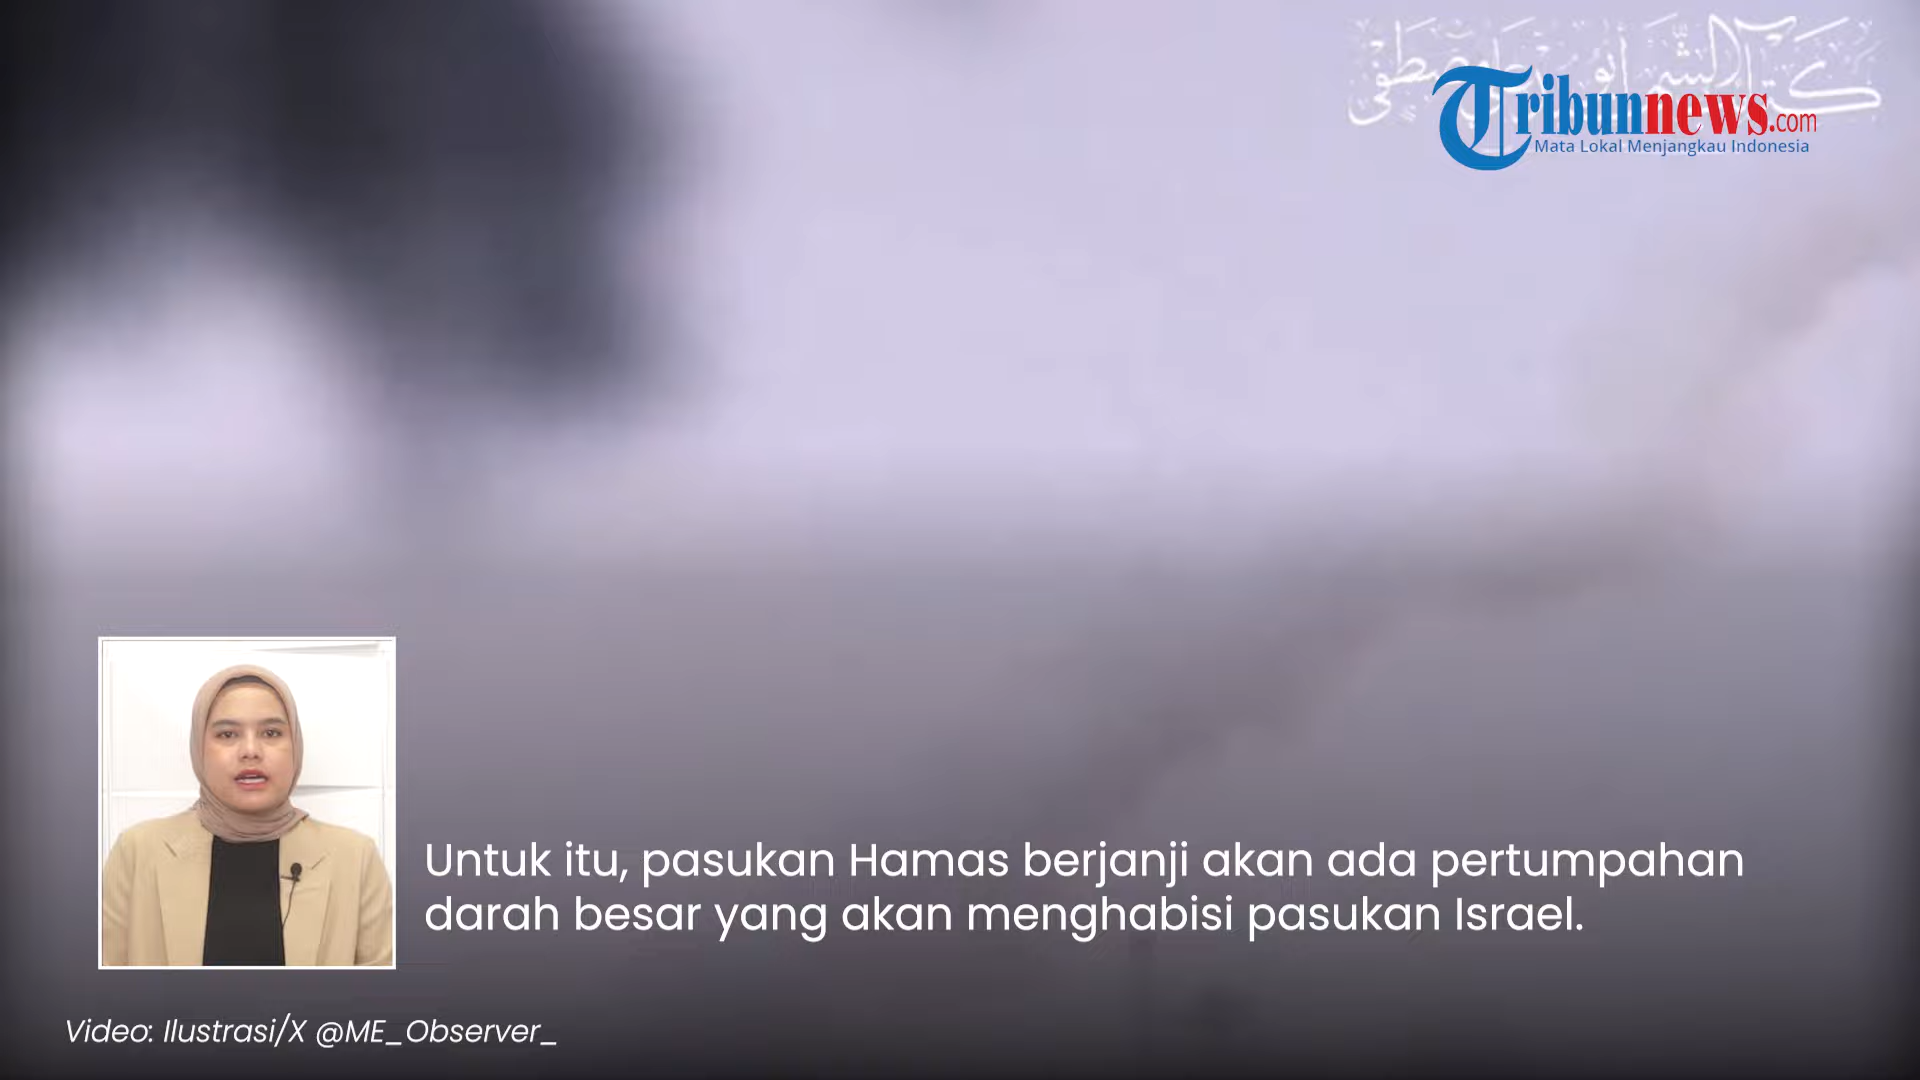 Tribunnews.com
Mata Lokal Menjangkau Indonesia
Untuk itu, pasukan Hamas berjanji akan ada pertumpahan
darah besar yang akan menghabisi pasukan Israel.
Video: Ilustrasi/X @ME_Observer_